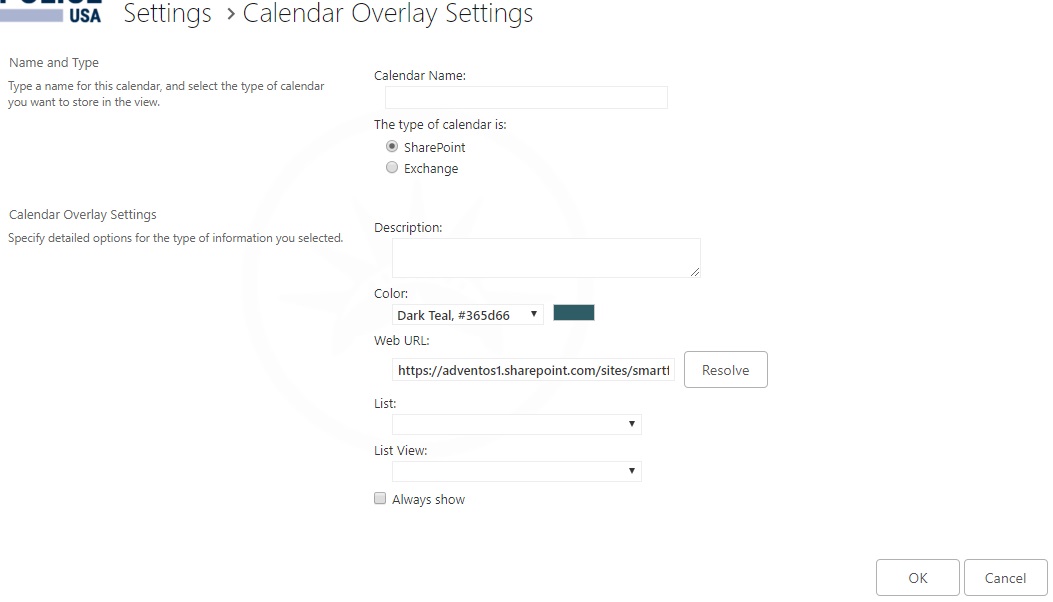 USA
Settings › Calendar Overlay Settings
Name and Type
Type a name for this calendar, and select the type of calendar
you want to store in the view.
Calendar Name:
The type of calendar is:
SharePoint
Exchange
Calendar Overlay Settings
Specify detailed options for the type of information you selected.
Description:
Color:
Dark Teal, #365d66
Web URL:
https://adventos1.sharepoint.com/sites/smartf
Resolve
List:
List View:
Always show
OK
Cancel